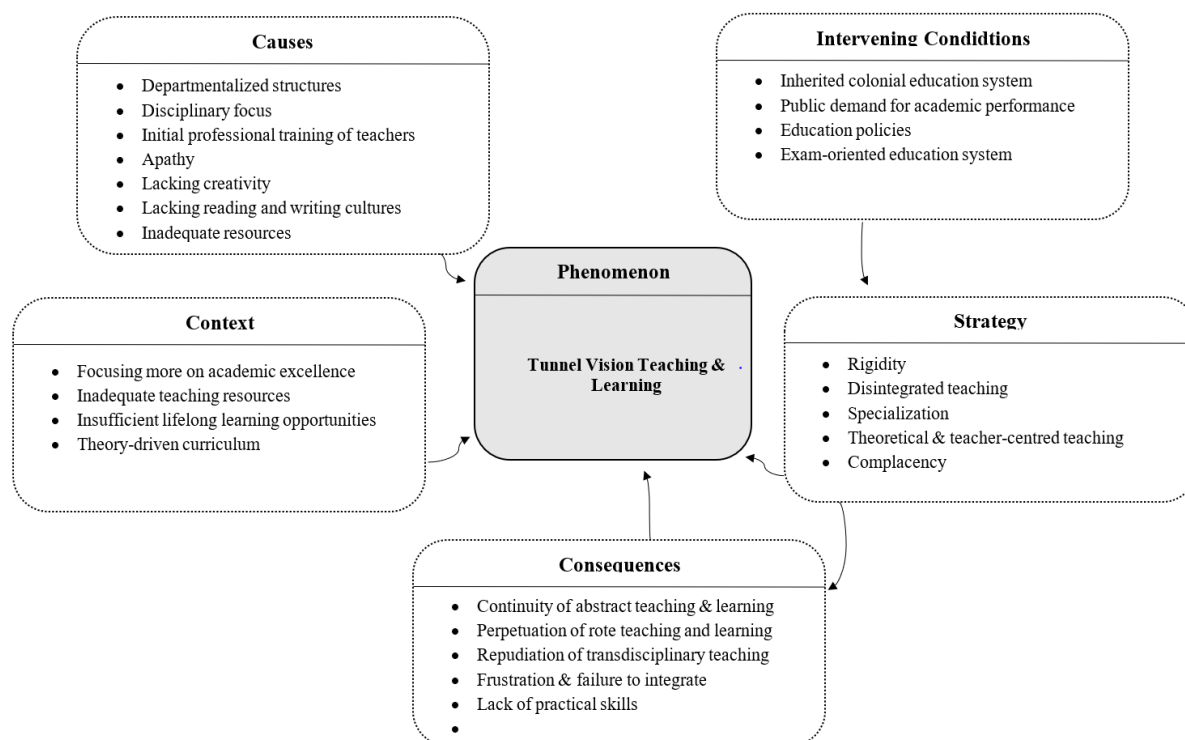 Causes
• Departmentalized structures
• Disciplinary focus
• Initial professional training of teachers
• Apathy
• Lacking creativity
• Lacking reading and writing cultures
• Inadequate resources
Intervening Condidtions
• Inherited colonial education system
• Public demand for academic performance
• Education policies
• Exam-oriented education system
Phenomenon
Tunnel Vision Teaching &
Learning
Context
• Focusing more on academic excellence
• Inadequate teaching resources
• Insufficient lifelong learning opportunities
• Theory-driven curriculum
Strategy
• Rigidity
• Disintegrated teaching
• Specialization
• Theoretical & teacher-centred teaching
• Complacency
Consequences
• Continuity of abstract teaching & learning
• Perpetuation of rote teaching and learning
• Repudiation of transdisciplinary teaching
• Frustration & failure to integrate
• Lack of practical skills
•